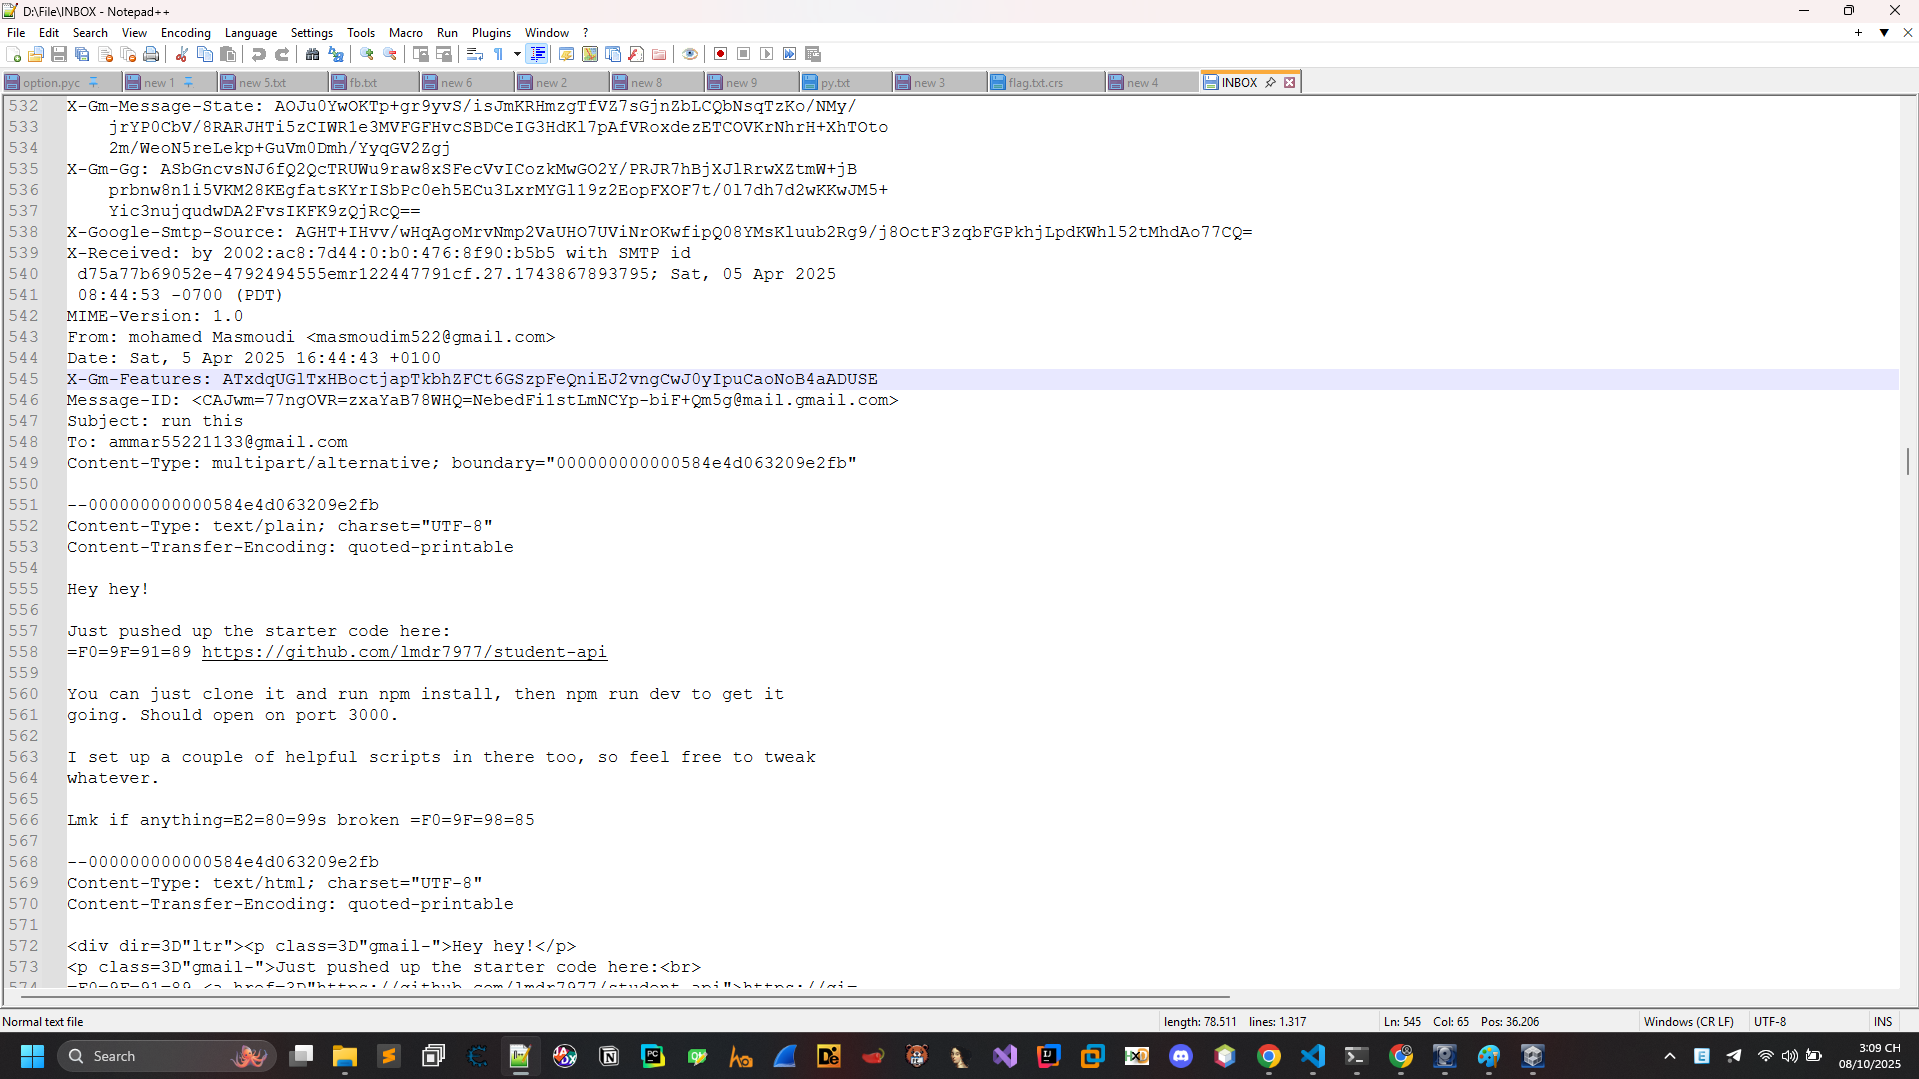 D:\File\INBOX - Notepad++
File Edit Search View Encoding Language Settings Tools Macro Run Plugins Window ?
option.pyc new 1 new 5.txt fb.txt new 6 new 2 new 8 new 9 py.txt new 3 flag.txt.crs new 4 INBOX
532 X-Gm-Message-State: AOJu0YwOKTp+gr9yvS/isJmKRHmzgTfVZ7sGjnZbLCQbNsqTzKo/NMy/
533 jrYP0CbV/8RARJHTi5zCIWR1e3MVFGFHvcSBDCeIG3HdKl7pAfVRoxdezETCOVKrNhrH+XhTOto
534 2m/WeoN5reLekp+GuVm0Dmh/YyqGV2Zgj
535 X-Gm-Gg: ASbGncvsNJ6fQ2QcTRUWu9raw8xSFecVvICozkMwGO2Y/PRJR7hBjXJlRrwXZtmW+jB
536 prbnw8n1i5VKM28KEgfatsKYrISbPc0eh5ECu3LxrMYGl19z2EopFXOF7t/0l7dh7d2wKKwJM5+
537 Yic3nujqudwDA2FvsIKFK9zQjRcQ==
538 X-Google-Smtp-Source: AGHT+IHvv/wHqAgoMrvNmp2VaUHO7UViNrOKwfipQ08YMsKluub2Rg9/j8OctF3zqbFGPkhjLpdKWhl52tMhdAo77CQ=
539 X-Received: by 2002:ac8:7d44:0:b0:476:8f90:b5b5 with SMTP id
540 d75a77b69052e-4792494555emr122447791cf.27.1743867893795; Sat, 05 Apr 2025
541 08:44:53 -0700 (PDT)
542 MIME-Version: 1.0
543 From: mohamed Masmoudi <masmoudim522@gmail.com>
544 Date: Sat, 5 Apr 2025 16:44:43 +0100
545 X-Gm-Features: ATxdqUGlTxHBoctjapTkbhZFCt6GSzpFeQniEJ2vngCwJ0yIpuCaoNoB4aADUSE
546 Message-ID: <CAJwm=77ngOVR=zxaYaB78WHQ=NebedFi1stLmNCYp-biF+Qm5g@mail.gmail.com>
547 Subject: run this
548 To: ammar55221133@gmail.com
549 Content-Type: multipart/alternative; boundary="000000000000584e4d063209e2fb"
550
551 --000000000000584e4d063209e2fb
552 Content-Type: text/plain; charset="UTF-8"
553 Content-Transfer-Encoding: quoted-printable
554
555 Hey hey!
556
557 Just pushed up the starter code here:
558 =F0=9F=91=89 https://github.com/lmdr7977/student-api
559
560 You can just clone it and run npm install, then npm run dev to get it
561 going. Should open on port 3000.
562
563 I set up a couple of helpful scripts in there too, so feel free to tweak
564 whatever.
565
566 Lmk if anything=E2=80=99s broken =F0=9F=98=85
567
568 --000000000000584e4d063209e2fb
569 Content-Type: text/html; charset="UTF-8"
570 Content-Transfer-Encoding: quoted-printable
571
572 <div dir=3D"ltr"><p class=3D"gmail-">Hey hey!</p>
573 <p class=3D"gmail-">Just pushed up the starter code here:<br>
574 =F0=9F=91=89 <a href=3D"https://github.com/lmdr7977/student-api">https://gi=
Normal text file length: 78.511 lines: 1.317 Ln: 545 Col: 65 Pos: 36.206 Windows (CR LF) UTF-8 INS
Search
3:09 CH
08/10/2025